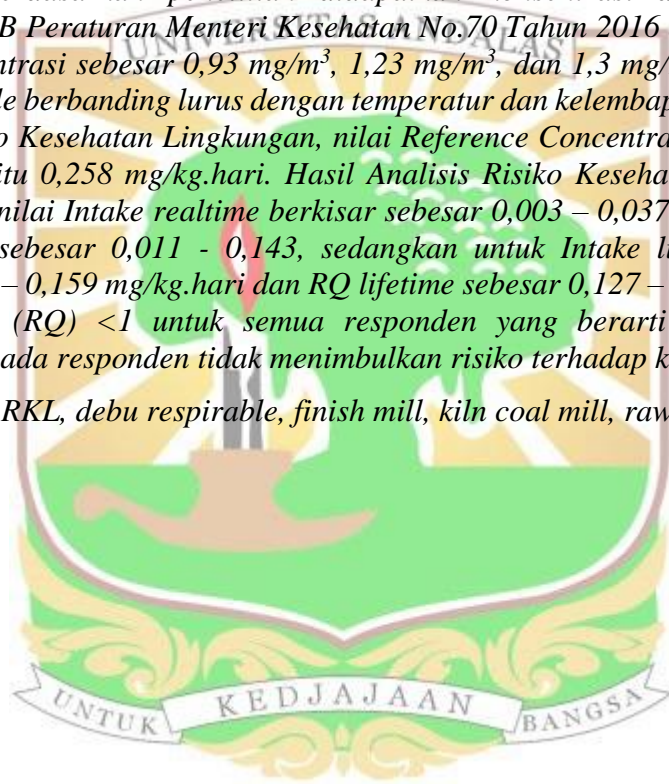 UNIVERSITAS ANDALAS
B Peraturan Menteri Kesehatan No.70 Tahun 2016
entrasi sebesar 0,93 mg/m³, 1,23 mg/m³, dan 1,3 mg/
le berbanding lurus dengan temperatur dan kelembap
o Kesehatan Lingkungan, nilai Reference Concentra
itu 0,258 mg/kg.hari. Hasil Analisis Risiko Keseha
nilai Intake realtime berkisar sebesar 0,003 – 0,037
sebesar 0,011 - 0,143, sedangkan untuk Intake li
– 0,159 mg/kg.hari dan RQ lifetime sebesar 0,127 –
(RQ) <1 untuk semua responden yang berarti
ada responden tidak menimbulkan risiko terhadap k
RKL, debu respirable, finish mill, kiln coal mill, raw
UNTUK KEDJAJAAN BANGSA